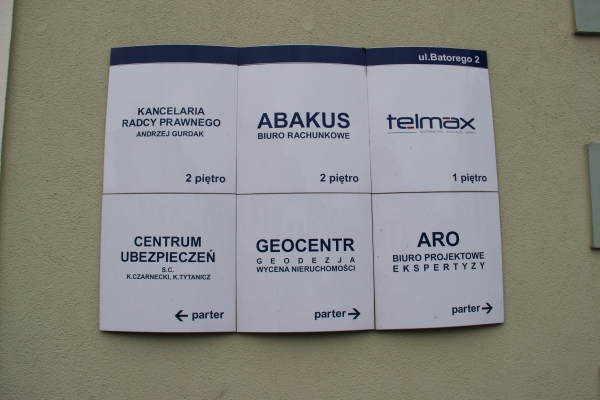 ul.Batorego 2
KANCELARIA
RADCY PRAWNEGO
ANDRZEJ GURDAK
2 piętro
ABAKUS
BIURO RACHUNKOWE
2 piętro
telmax
1 piętro
CENTRUM
UBEZPIECZEŃ
S.C.
K.CZARNECKI, K.TYTANICZ
← parter
GEOCENTR
GEODEZJA
WYCENA NIERUCHOMOŚCI
parter →
ARO
BIURO PROJEKTOWE
EKSPERTYZY
parter →